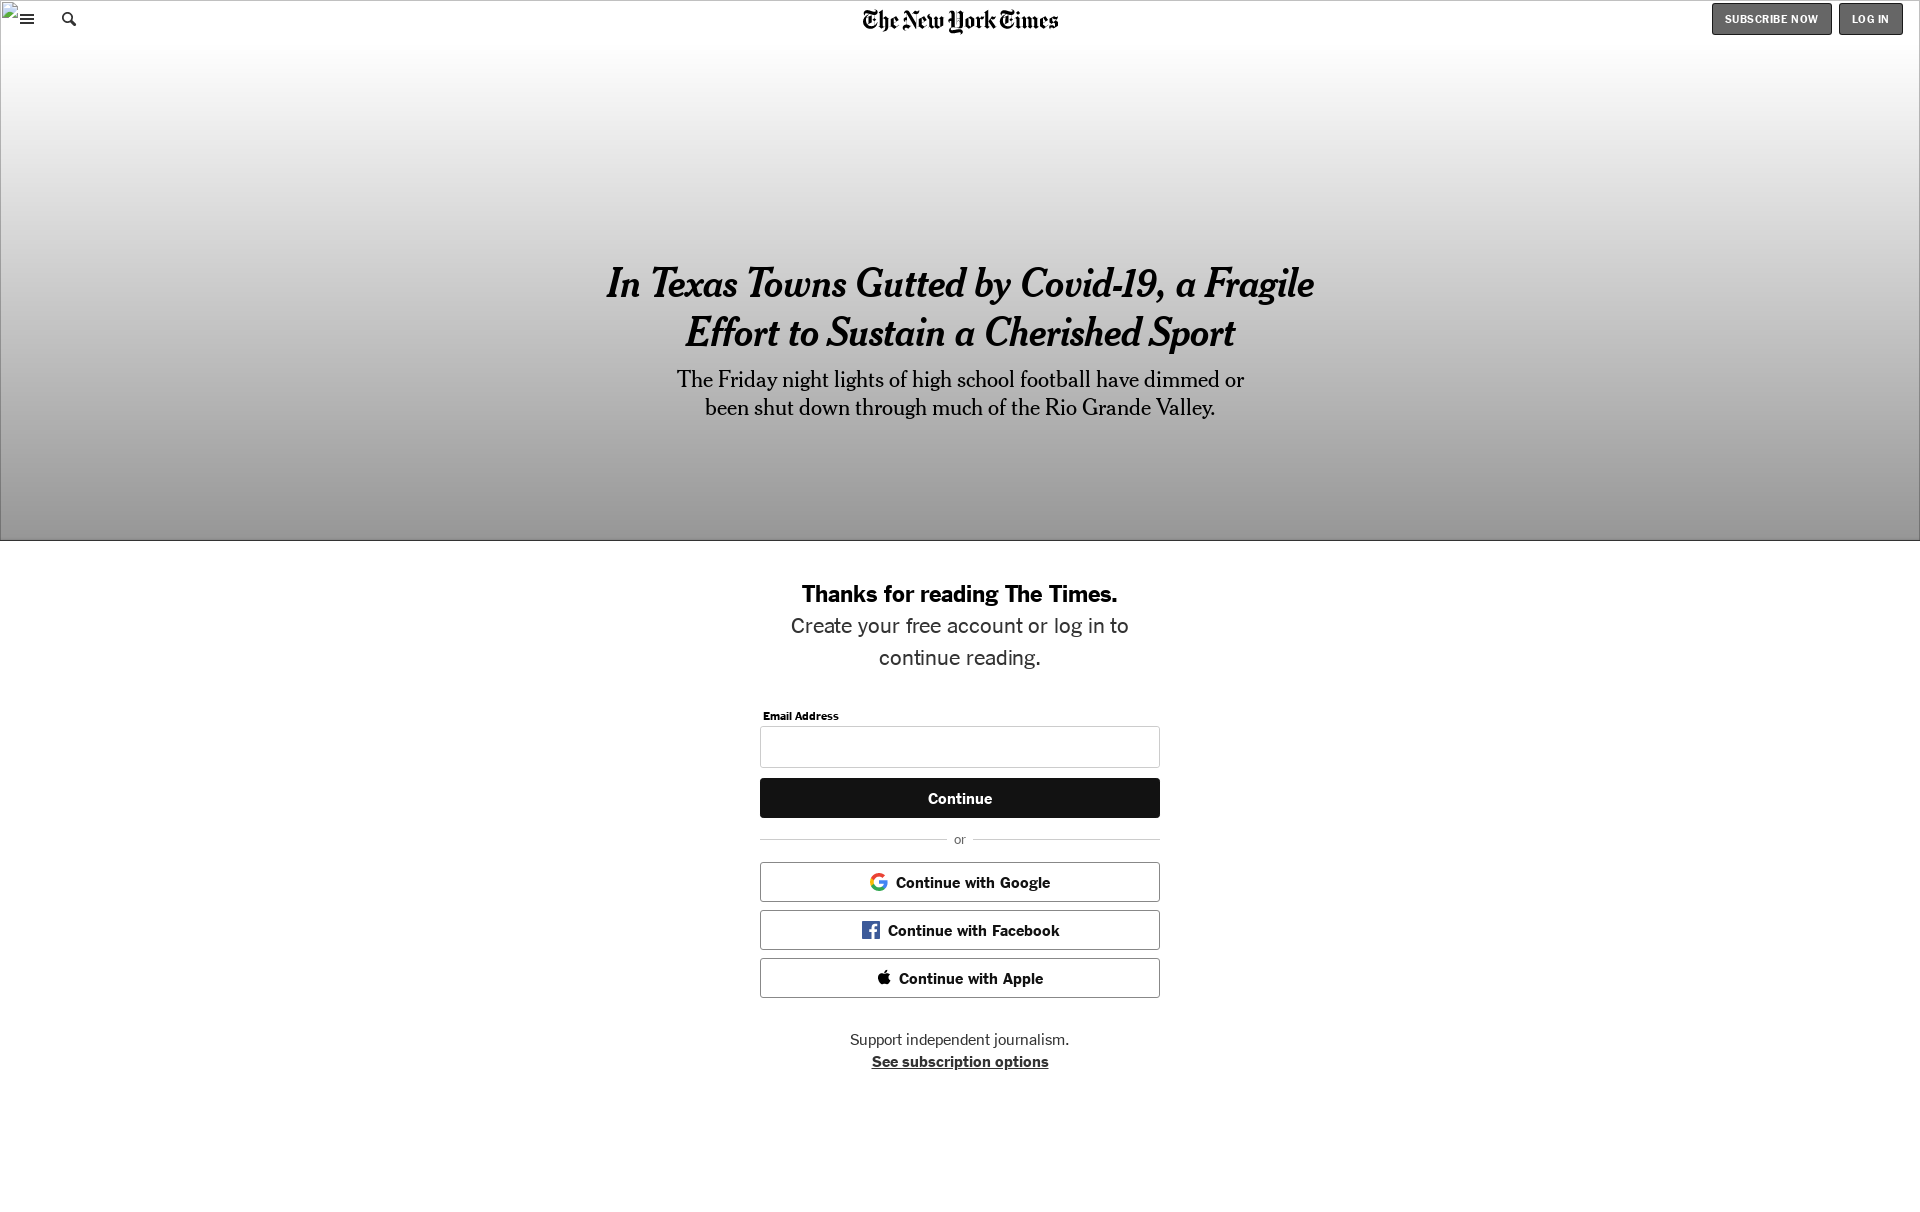 The New York Times
SUBSCRIBE NOW
LOG IN
In Texas Towns Gutted by Covid-19, a Fragile
Effort to Sustain a Cherished Sport
The Friday night lights of high school football have dimmed or
been shut down through much of the Rio Grande Valley.
Thanks for reading The Times.
Create your free account or log in to
continue reading.
Email Address
Continue
or
Continue with Google
Continue with Facebook
Continue with Apple
Support independent journalism.
See subscription options